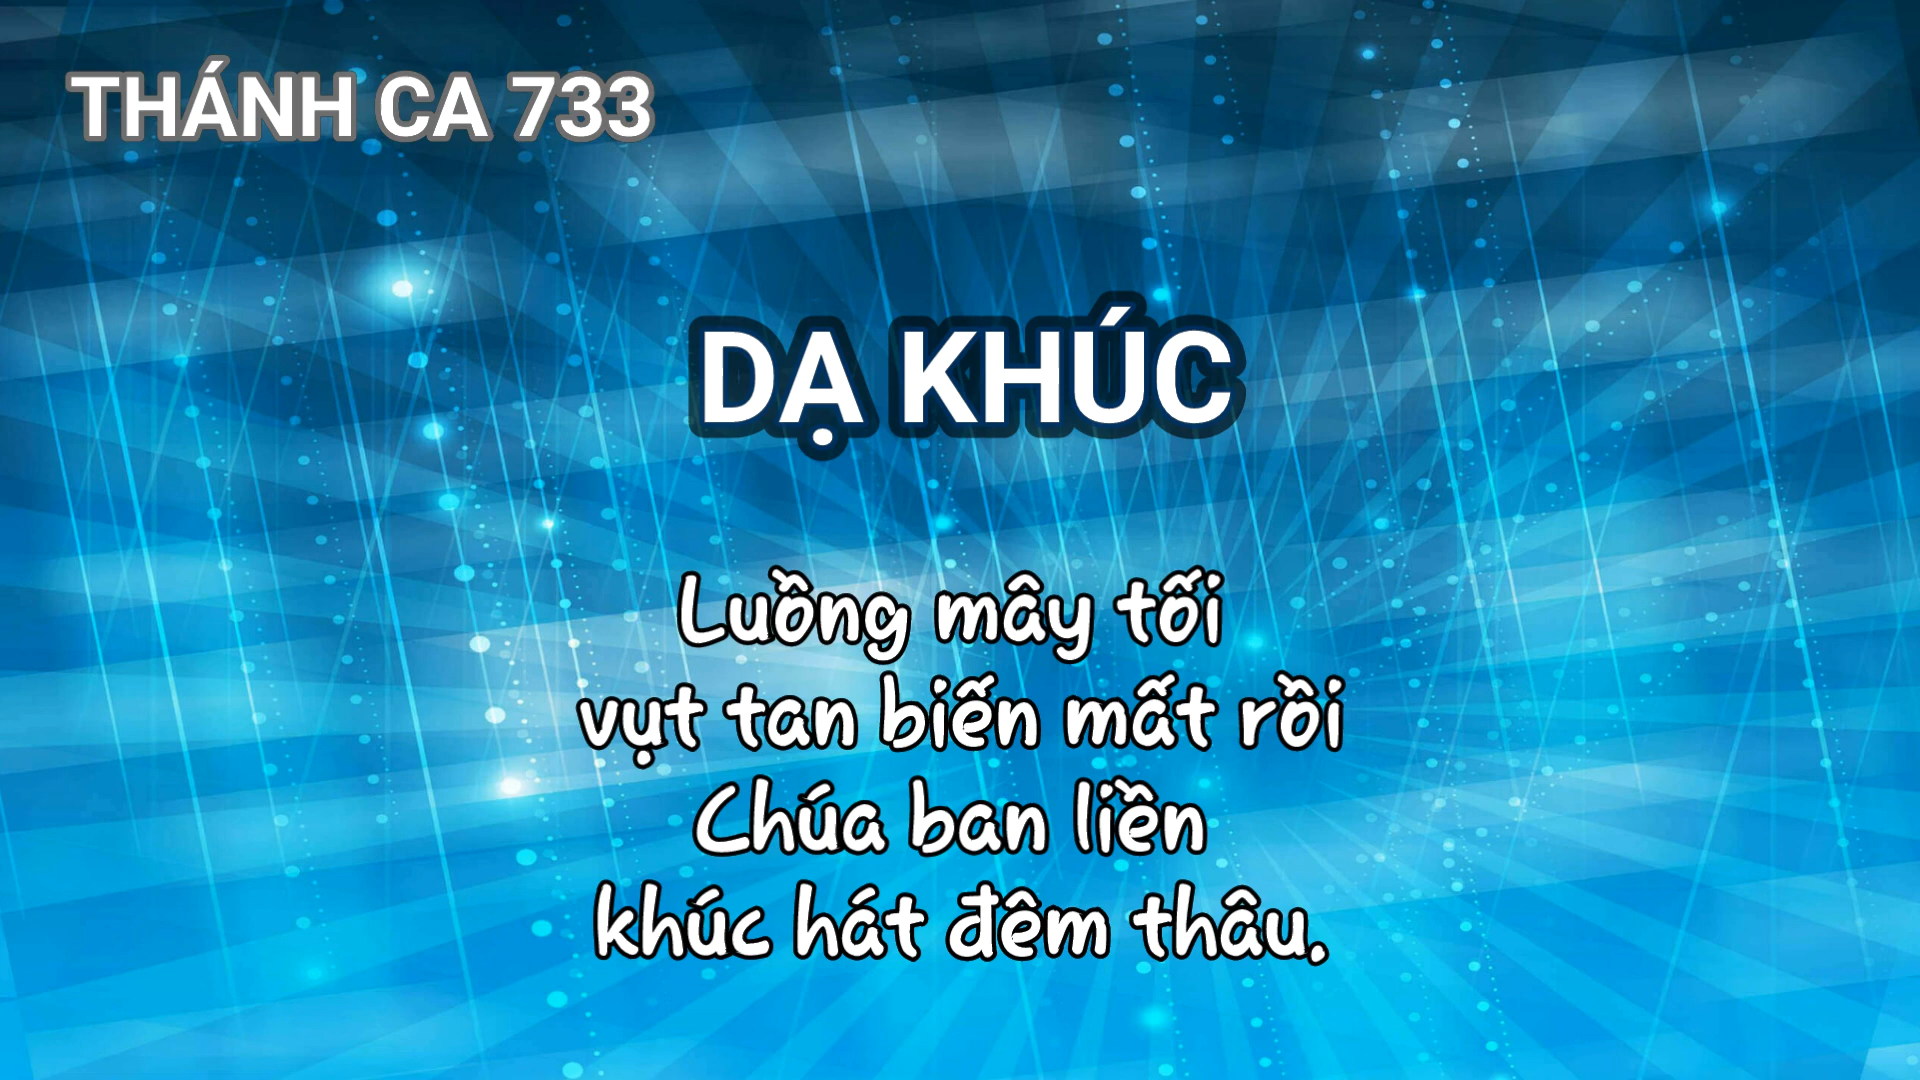 THÁNH CA 733
DẠ KHÚC
Luồng mây tối
vụt tan biến mất rồi
Chúa ban liền
khúc hát đêm thâu.